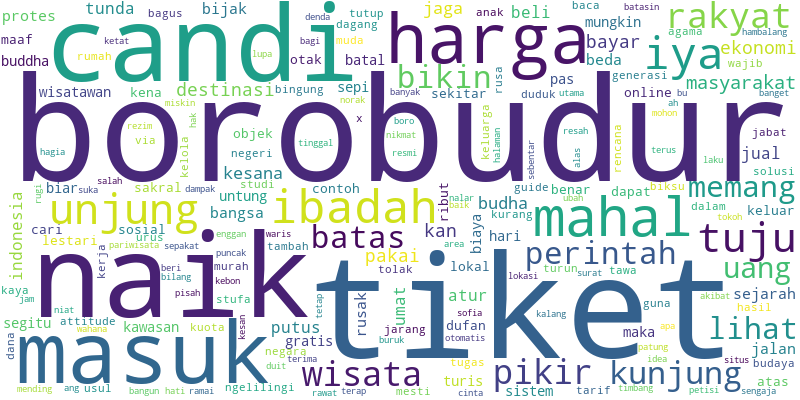 protes
tunda
bagus
bijak
denda
dagang
tutup
jaga
anak
beli
baca
batasin
rakyat
maaf
ketat
lupa
bagi
muda
mungkin
agama
hambalang
candi
harga
bayar
iya
ekonomi
buddha
rumah
otak
batal
bikin
rusa
beda
generasi
wajib
wisatawan
kena
destinasi
bingung
sepi
sekitar
pas
masyarakat
miskin
norak
banyak
duduk
utama
online
bu
banget
borobudur
x
boro
ah
mohon
rezim
via
hak
objek
nikmat
keluarga
resah
rencana
jabat
hagia
kelola
negeri
tinggal
resmi
halaman
sebentar
alas
terus
laku
jual
solusi
rugi
biar
suka
salah
sakral
dampak
kesana
studi
untung
contoh
ribut
nalar
baik
budha
guide
benar
ubah
dapat
biksu
dalam
memang
tokoh
keluar
indonesia
unjung
bangsa
ibadah
kurang
mahal
cari
lestari
urus
sosial
pariwisata
sepakat
enggan
waris
tambah
batas
kan
biaya
hari
area
tuju
kaya
jam
kerja
beri
bilang
puncak
murah
kebon
pakai
tolak
lokal
perintah
lokasi
turun
surat
tawa
uang
niat
naik
pisah
stufa
tetap
rusak
umat
atur
tiket
guna
akibat
sejarah
hasil
segitu
attitude
wahana
kawasan
kuota
kesan
putus
jarang
buruk
dufan
sofia
otomatis
kalang
maka
apa
lihat
dana
masuk
negara
gratis
terima
duit
wisata
tugas
turis
pikir
kunjung
patung
idea
situs
jalan
budaya
mending
ang
usul
bangun
hati
ramai
ngelilingi
rawat
terap
mesti
cinta
sistem
tarif
timbang
petisi
atas
sengaja